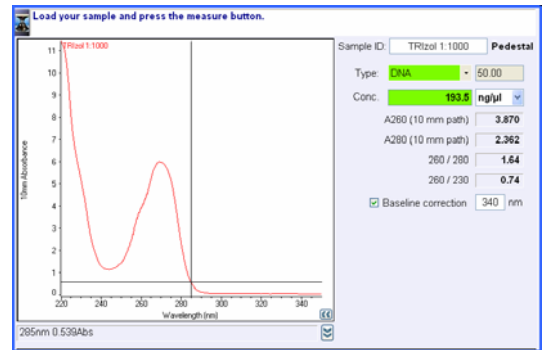 Load your sample and press the measure button.
TRIzol 1:1000
11
10
9
8
7
6
5
4
3
2
1
0
10mm Absorbance
220 240 260 280 300 320 340
Wavelength (nm)
285nm 0.539Abs
Sample ID: TRIzol 1:1000 Pedestal
Type: DNA 50.00
Conc. 193.5 ng/µl
A260 (10 mm path) 3.870
A280 (10 mm path) 2.362
260 / 280 1.64
260 / 230 0.74
Baseline correction 340 nm